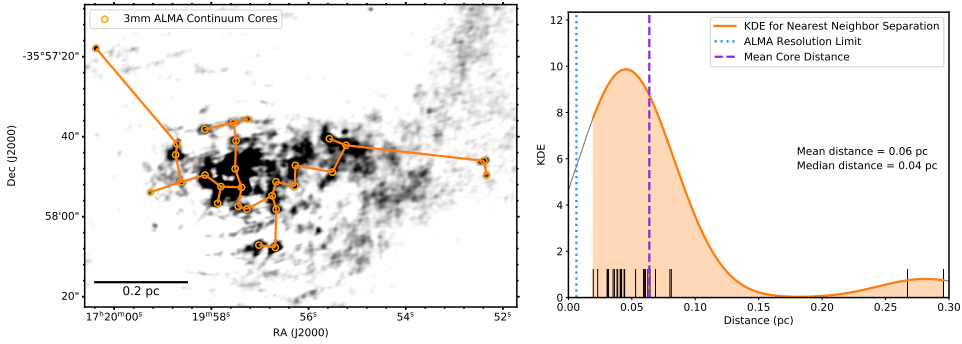 3mm ALMA Continuum Cores
-35°57'20"
40"
58'00"
20"
Dec (J2000)
0.2 pc
17ʰ20ᵐ00ˢ
19ᵐ58ˢ
56ˢ
54ˢ
52ˢ
RA (J2000)
KDE for Nearest Neighbor Separation
ALMA Resolution Limit
Mean Core Distance
Mean distance = 0.06 pc
Median distance = 0.04 pc
12
10
8
6
4
2
0
KDE
0.00
0.05
0.10
0.15
0.20
0.25
0.30
Distance (pc)